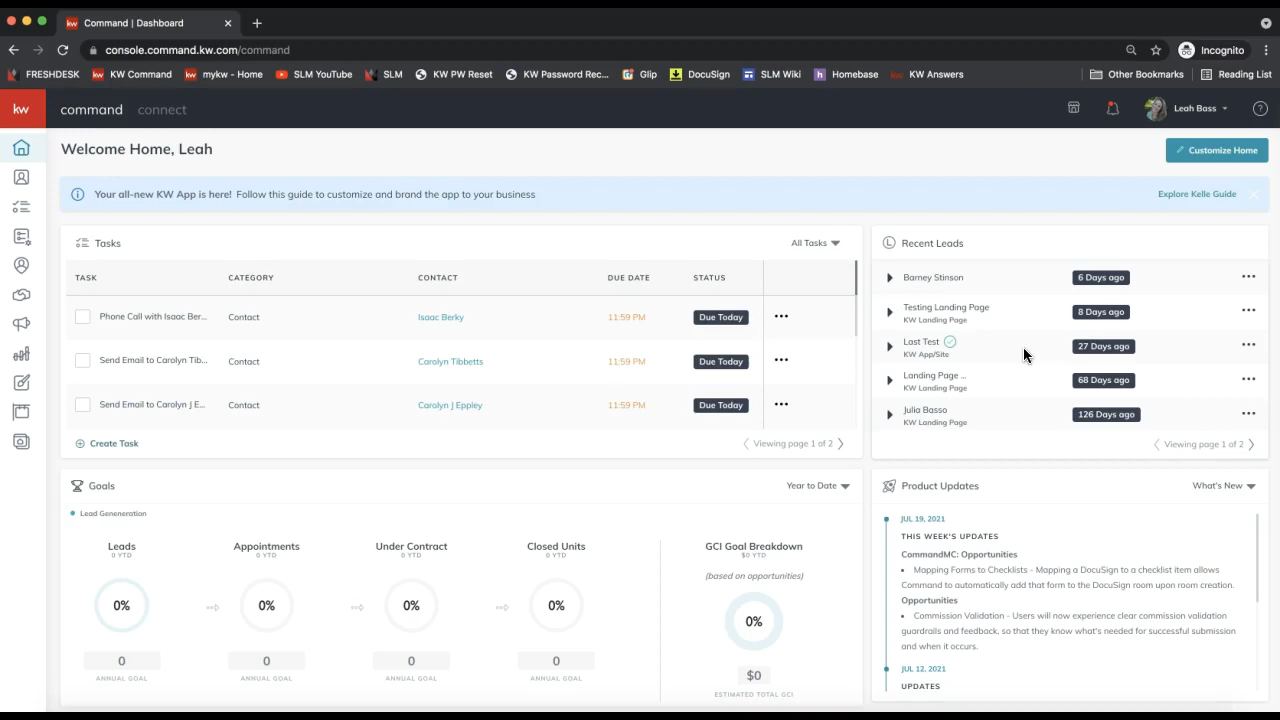 Command | Dashboard
console.command.kw.com/command
Incognito
FRESHDESK
KW Command
mykw - Home
SLM YouTube
SLM
KW PW Reset
KW Password Rec...
Glip
DocuSign
SLM Wiki
Homebase
KW Answers
Other Bookmarks
Reading List
kw
command
connect
Leah Bass
Welcome Home, Leah
Customize Home
Your all-new KW App is here! Follow this guide to customize and brand the app to your business
Explore Kelle Guide
Tasks
All Tasks
TASK CATEGORY CONTACT DUE DATE STATUS
Phone Call with Isaac Ber... Contact Isaac Berky 11:59 PM Due Today
Send Email to Carolyn Tib... Contact Carolyn Tibbetts 11:59 PM Due Today
Send Email to Carolyn J E... Contact Carolyn J Eppley 11:59 PM Due Today
Create Task
Viewing page 1 of 2
Recent Leads
Barney Stinson 6 Days ago
Testing Landing Page
KW Landing Page
8 Days ago
Last Test
KW App/Site
27 Days ago
Landing Page ...
KW Landing Page
68 Days ago
Julia Basso
KW Landing Page
126 Days ago
Viewing page 1 of 2
Goals
Year to Date
Lead Geneneration
Leads
0 YTD
0%
0
ANNUAL GOAL
Appointments
0 YTD
0%
0
ANNUAL GOAL
Under Contract
0 YTD
0%
0
ANNUAL GOAL
Closed Units
0 YTD
0%
0
ANNUAL GOAL
GCI Goal Breakdown
$0 YTD
(based on opportunities)
0%
$0
ESTIMATED TOTAL GCI
Product Updates
What's New
JUL 19, 2021
THIS WEEK'S UPDATES
CommandMC: Opportunities
• Mapping Forms to Checklists - Mapping a DocuSign to a checklist item allows
Command to automatically add that form to the DocuSign room upon room creation.
Opportunities
• Commission Validation - Users will now experience clear commission validation
guardrails and feedback, so that they know what's needed for successful submission
and when it occurs.
JUL 12, 2021
UPDATES